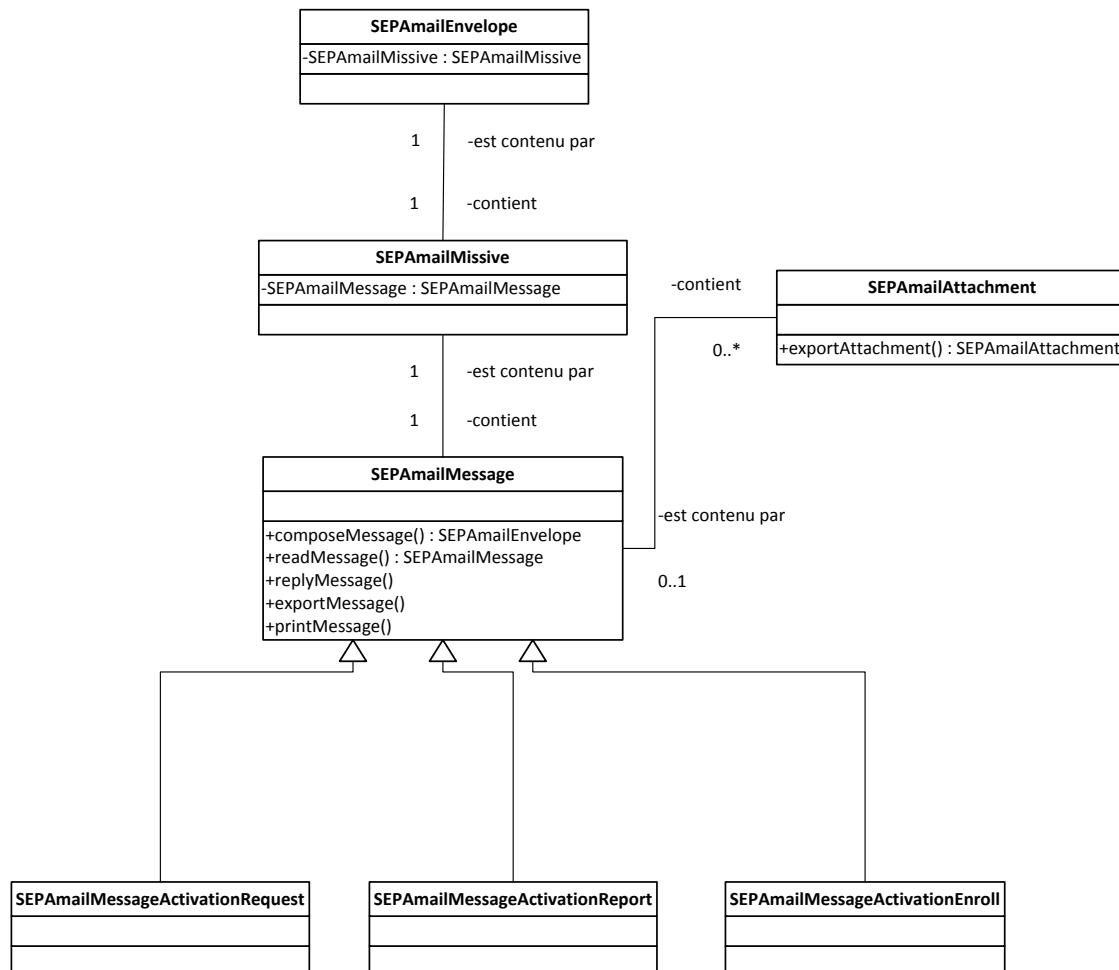 SEPAmailEnvelope
-SEPAmailMissive : SEPAmailMissive
1 -est contenu par
1 -contient
SEPAmailMissive
-SEPAmailMessage : SEPAmailMessage
-contient
SEPAmailAttachment
0..*
+exportAttachment() : SEPAmailAttachment
1 -est contenu par
1 -contient
SEPAmailMessage
+composeMessage() : SEPAmailEnvelope
+readMessage() : SEPAmailMessage
+replyMessage()
+exportMessage()
+printMessage()
-est contenu par
0..1
SEPAmailMessageActivationRequest
SEPAmailMessageActivationReport
SEPAmailMessageActivationEnroll